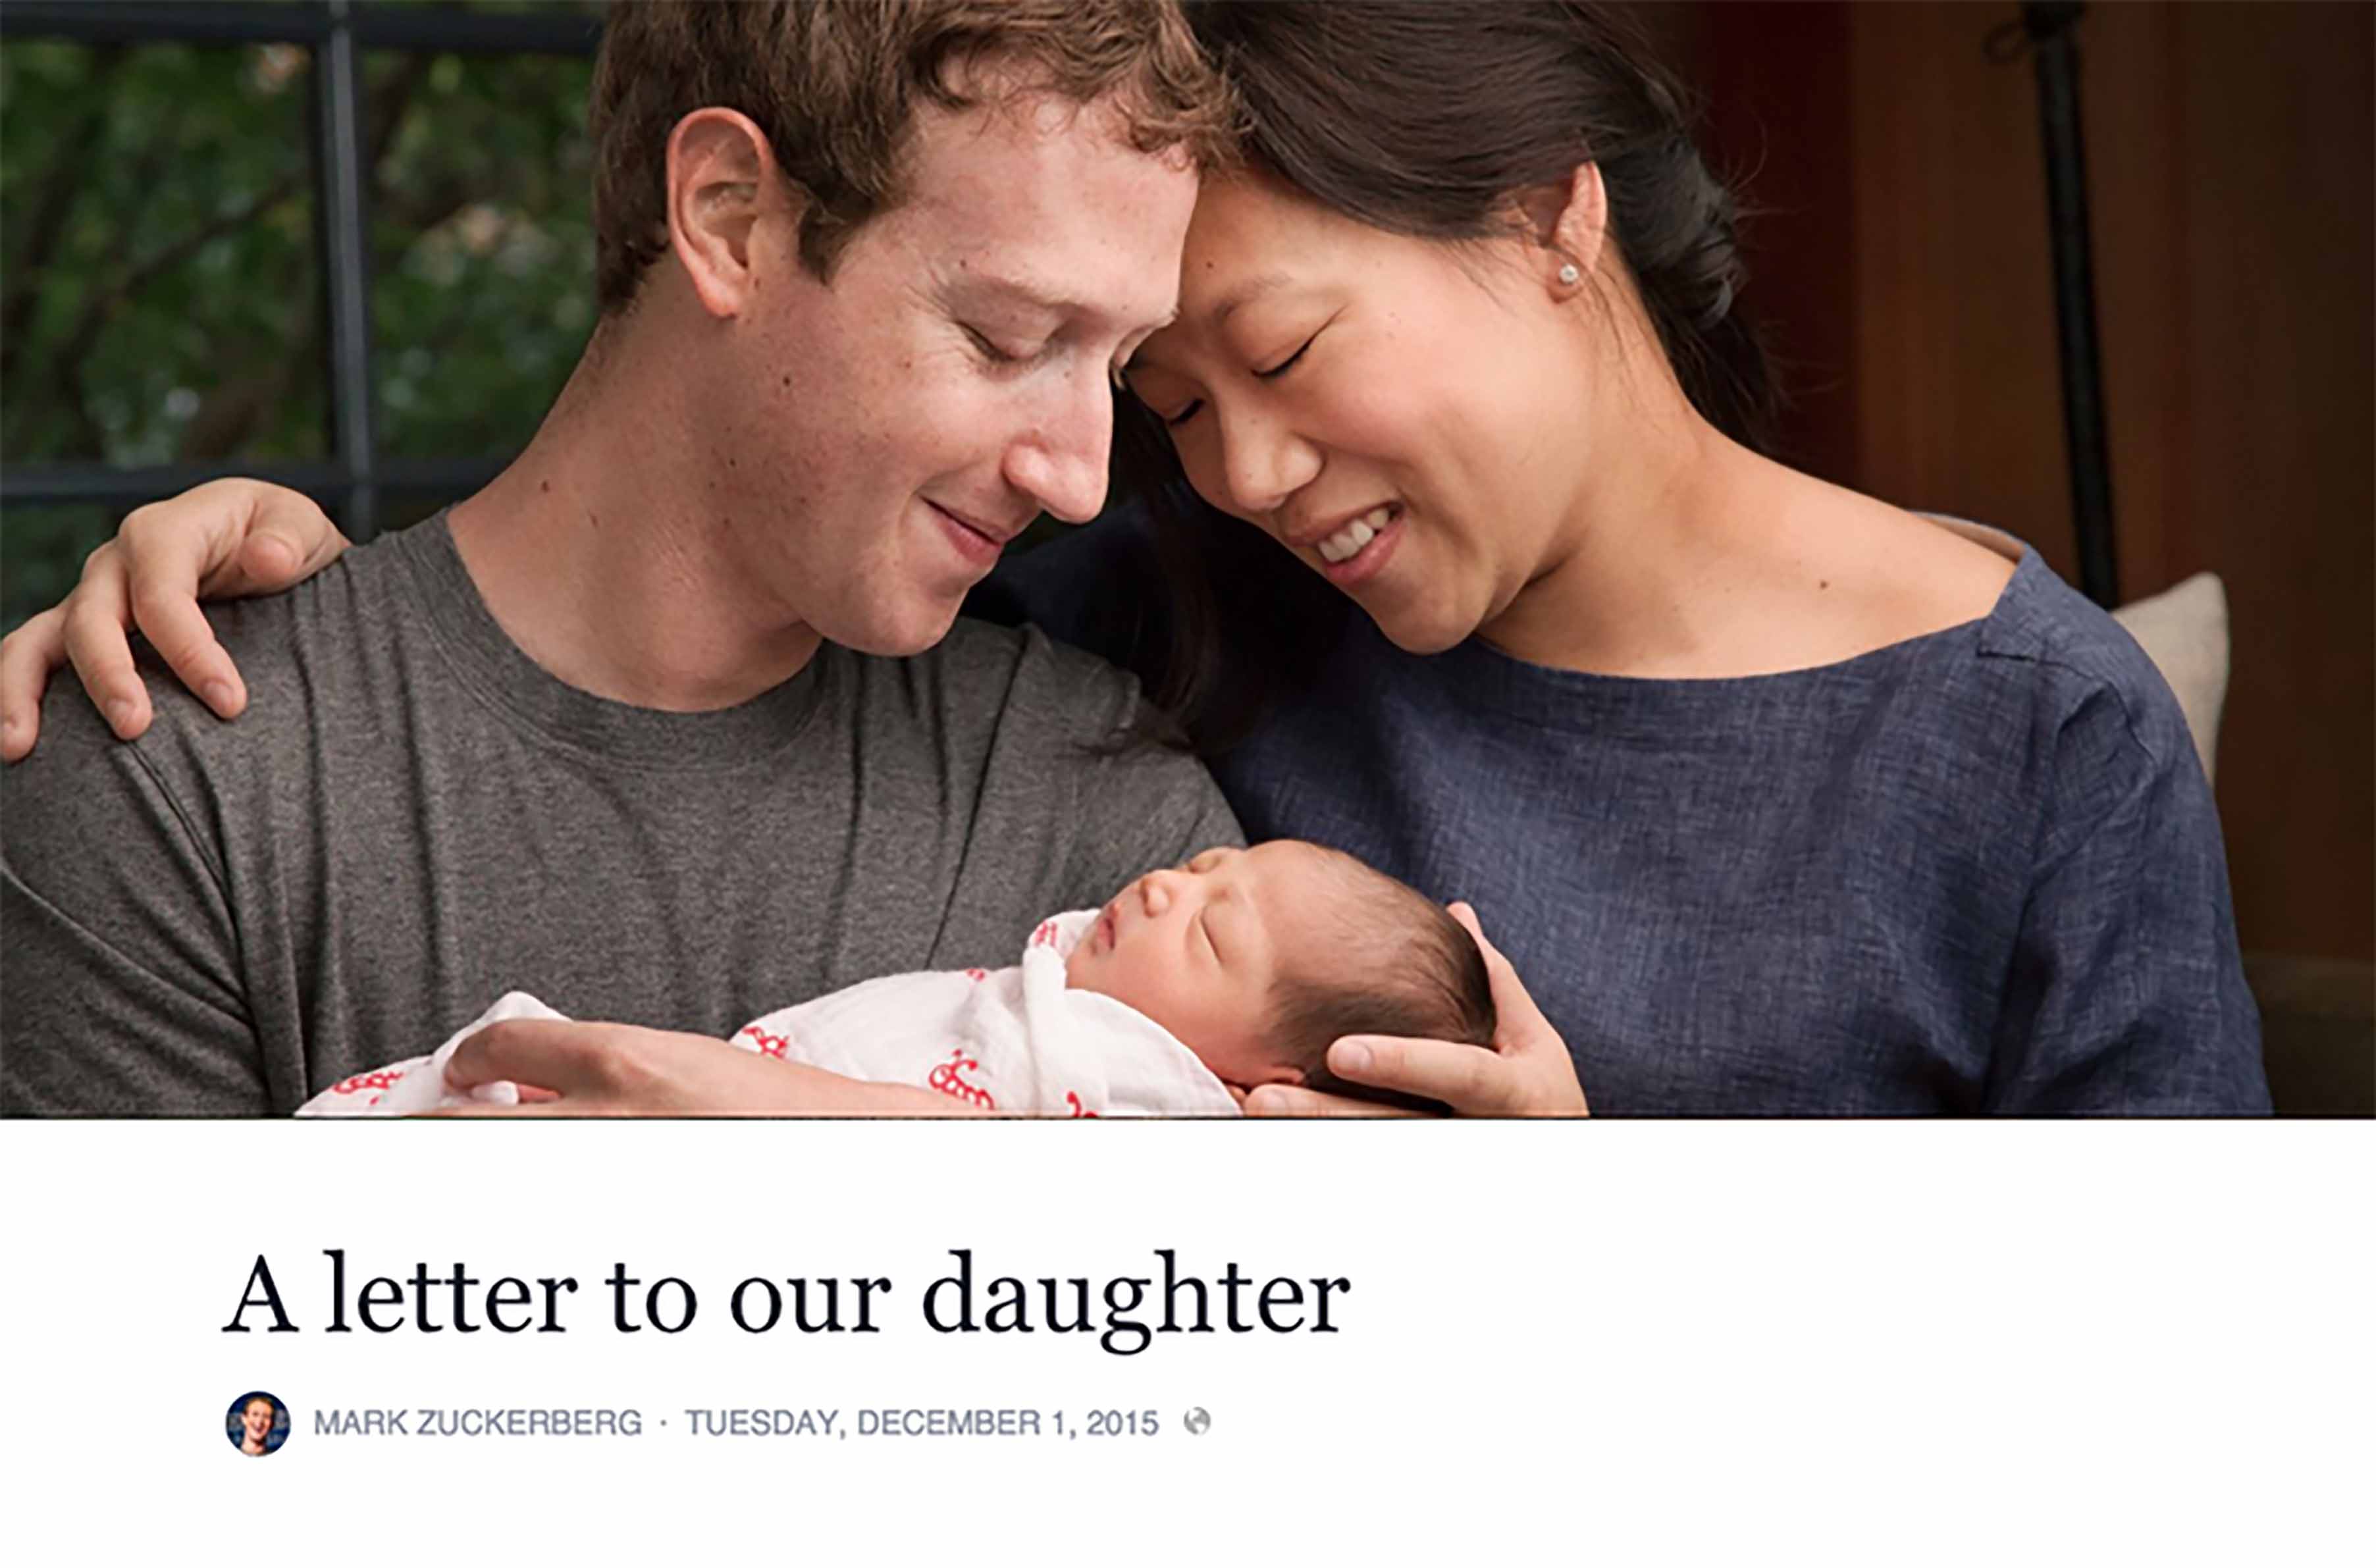 A letter to our daughter
MARK ZUCKERBERG · TUESDAY, DECEMBER 1, 2015